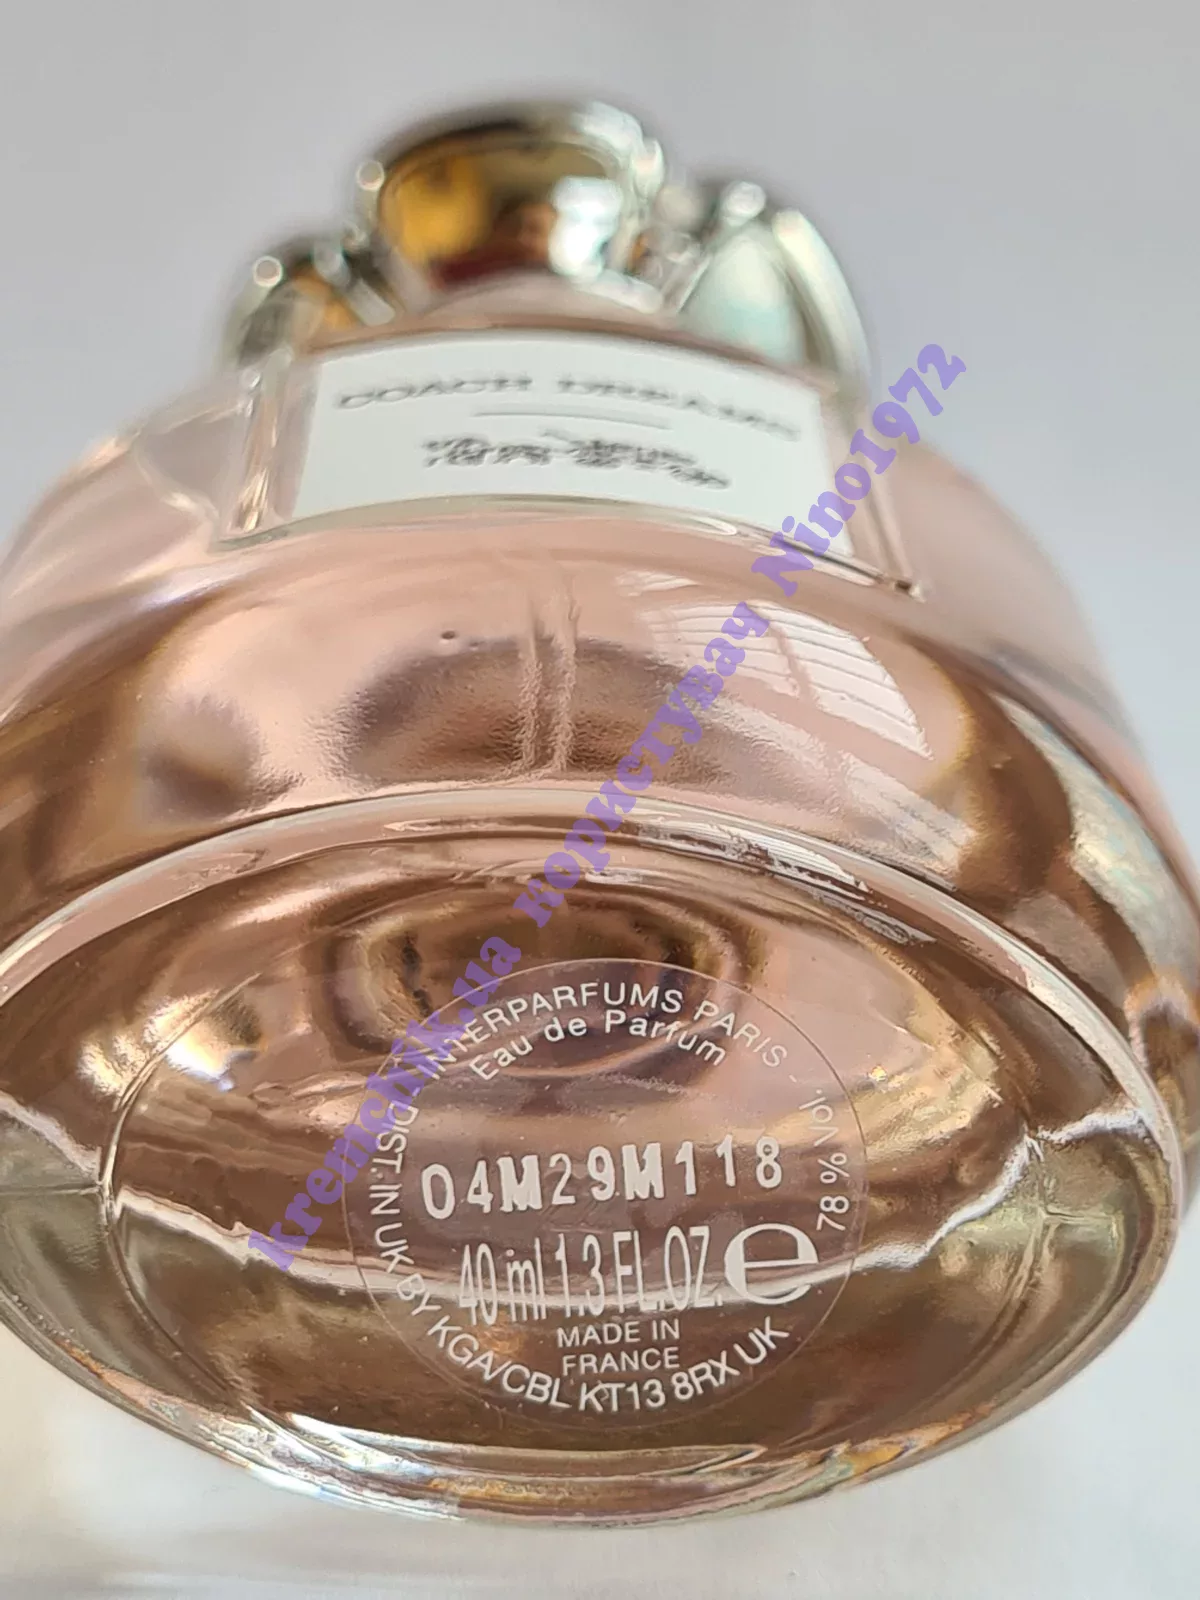 COACH DREAMS
INTERPARFUMS PARIS - 78 % Vol.
Eau de Parfum
04M29M118
40 ml 1.3 FL.OZ. e
MADE IN
FRANCE
DIST. IN UK BY KGA/CBL KT13 8RX UK
kremchik.ua користувач Nino1972